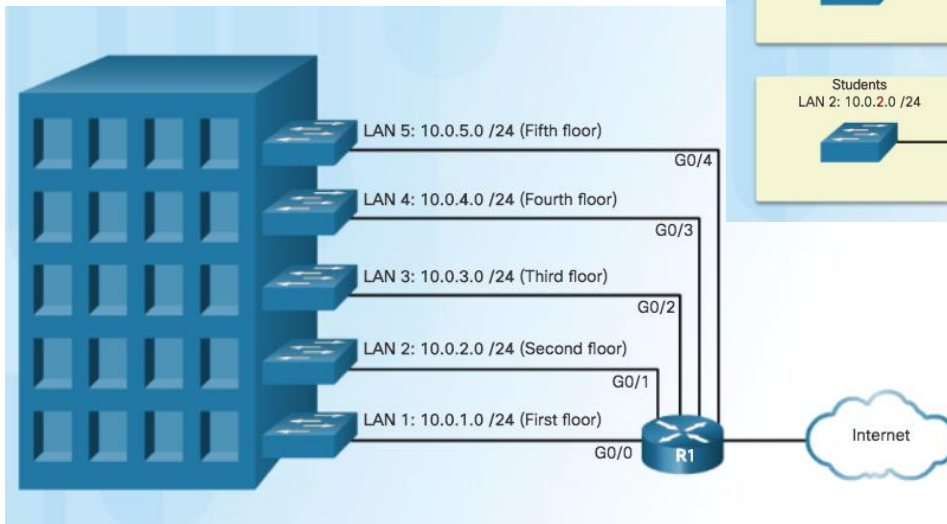 Students
LAN 2: 10.0.2.0 /24
LAN 5: 10.0.5.0 /24 (Fifth floor)
G0/4
LAN 4: 10.0.4.0 /24 (Fourth floor)
G0/3
LAN 3: 10.0.3.0 /24 (Third floor)
G0/2
LAN 2: 10.0.2.0 /24 (Second floor)
G0/1
LAN 1: 10.0.1.0 /24 (First floor)
G0/0
R1
Internet